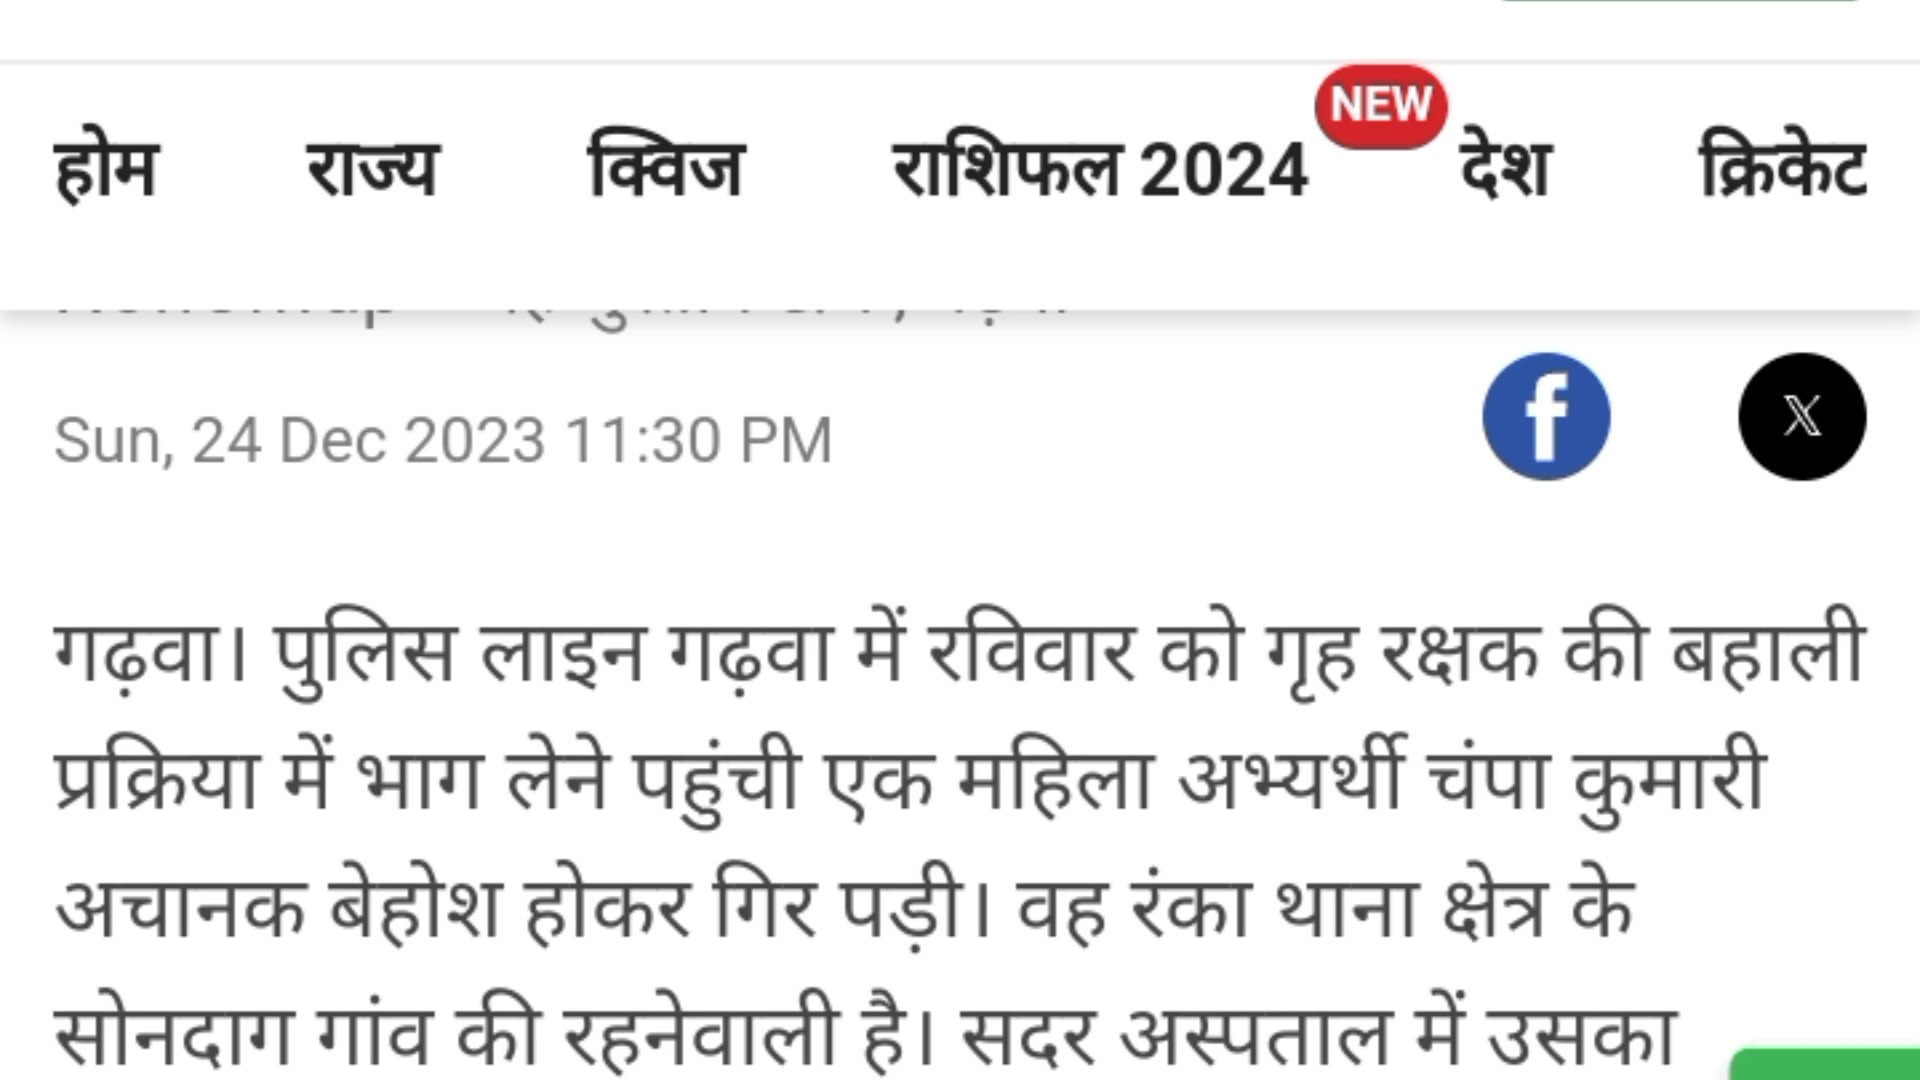 NEW
होम राज्य क्विज राशिफल 2024 देश क्रिकेट
Sun, 24 Dec 2023 11:30 PM
f X
गढ़वा। पुलिस लाइन गढ़वा में रविवार को गृह रक्षक की बहाली
प्रक्रिया में भाग लेने पहुंची एक महिला अभ्यर्थी चंपा कुमारी
अचानक बेहोश होकर गिर पड़ी। वह रंका थाना क्षेत्र के
सोनदाग गांव की रहनेवाली है। सदर अस्पताल में उसका